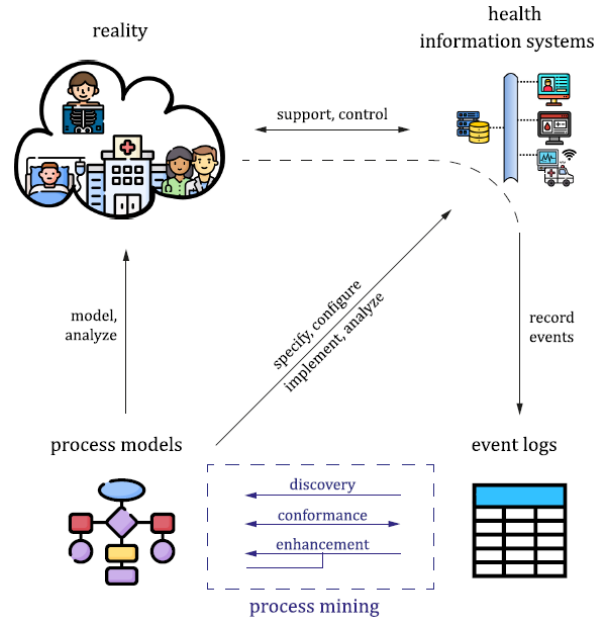 reality
health
information systems
support, control
model,
analyze
specify, configure
implement, analyze
record
events
process models
event logs
discovery
conformance
enhancement
process mining